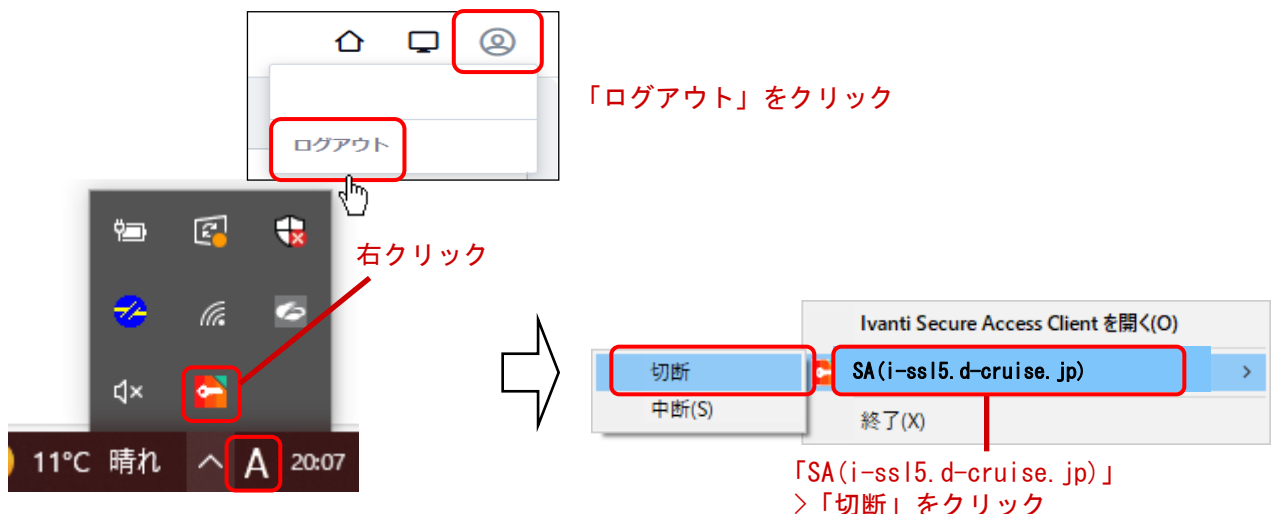 「ログアウト」をクリック
ログアウト
右クリック
11°C 晴れ
A
20:07
Ivanti Secure Access Client を開く(O)
切断
SA(i-ssl5.d-cruise.jp)
中断(S)
終了(X)
「SA(i-ssl5.d-cruise.jp)」
>「切断」をクリック